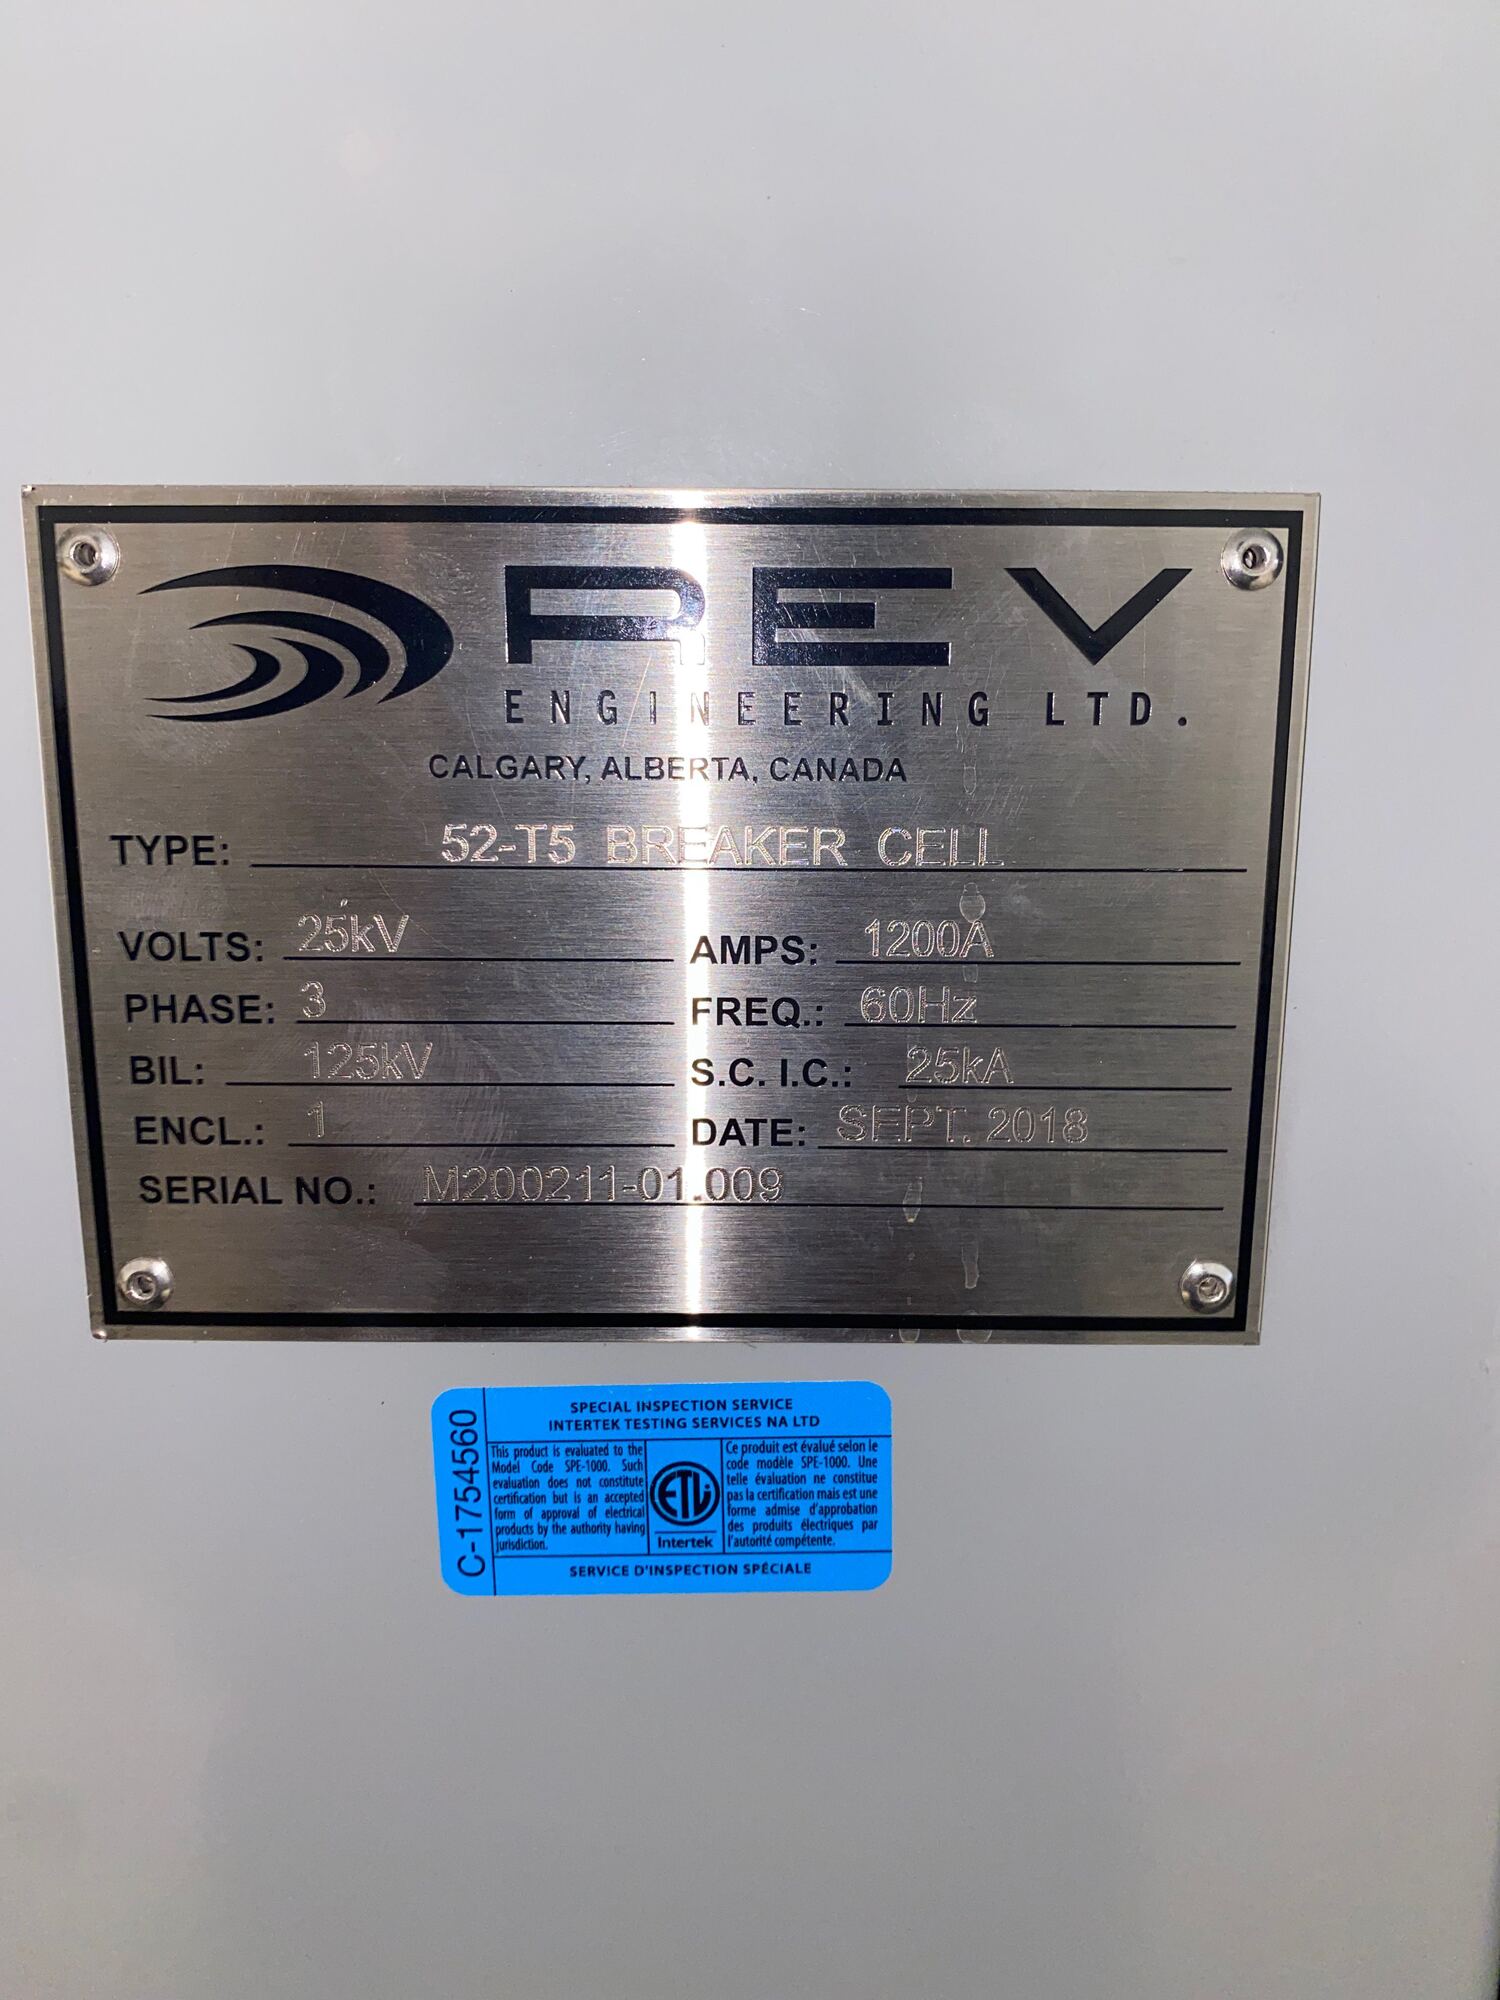 REV
ENGINEERING LTD.
CALGARY, ALBERTA, CANADA
TYPE: 52-T5 BREAKER CELL
VOLTS: 25kV AMPS: 1200A
PHASE: 3 FREQ.: 60Hz
BIL: 125kV S.C. I.C.: 25kA
ENCL.: 1 DATE: SEPT. 2018
SERIAL NO.: M200211-01.009
C-1754560
SPECIAL INSPECTION SERVICE
INTERTEK TESTING SERVICES NA LTD
This product is evaluated to the
Model Code SPE-1000. Such
evaluation does not constitute
certification but is an accepted
form of approval of electrical
products by the authority having
jurisdiction.
ETL
Intertek
Ce produit est évalué selon le
code modèle SPE-1000. Une
telle évaluation ne constitue
pas la certification mais est une
forme admise d'approbation
des produits électriques par
l'autorité compétente.
SERVICE D'INSPECTION SPÉCIALE